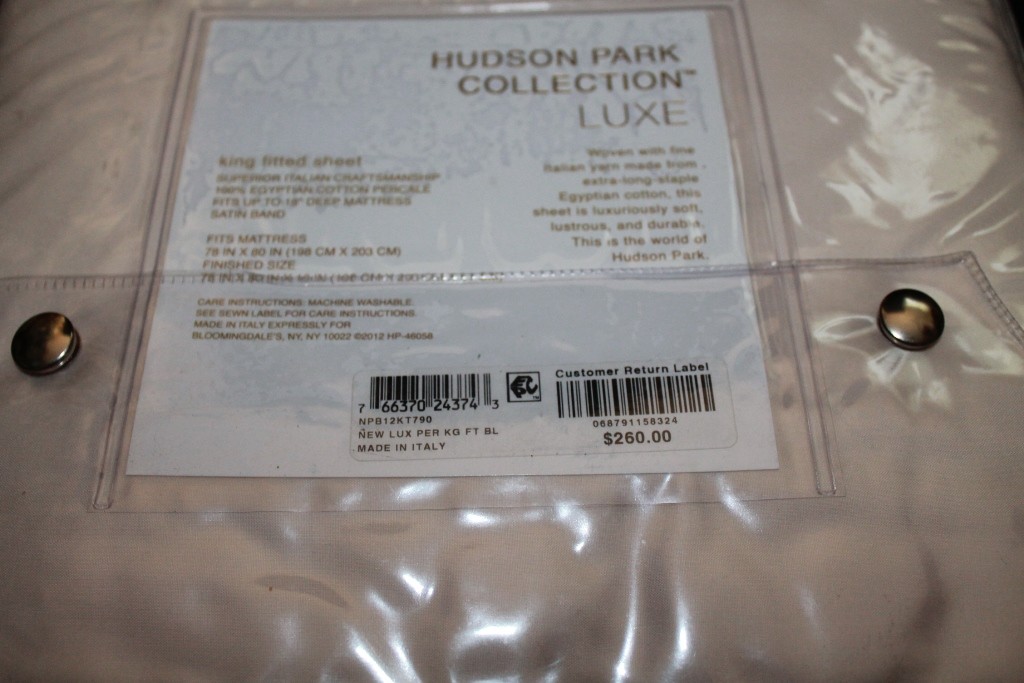 HUDSON PARK
COLLECTION™
LUXE
king fitted sheet
SUPERIOR ITALIAN CRAFTSMANSHIP
100% EGYPTIAN COTTON PERCALE
FITS UP TO 18" DEEP MATTRESS
SATIN BAND
FITS MATTRESS
78 IN X 80 IN (198 CM X 203 CM)
FINISHED SIZE
78 IN X 80 IN X
Woven with fine
Italian yarn made from
extra-long-staple
Egyptian cotton, this
sheet is luxuriously soft,
lustrous, and durable.
This is the world of
Hudson Park.
CARE INSTRUCTIONS: MACHINE WASHABLE.
SEE SEWN LABEL FOR CARE INSTRUCTIONS.
MADE IN ITALY EXPRESSLY FOR
BLOOMINGDALE'S, NY, NY 10022 ©2012 HP-46058
7 66370 24374 3
NPB12KT790
NEW LUX PER KG FT BL
MADE IN ITALY
Customer Return Label
068791158324
$260.00